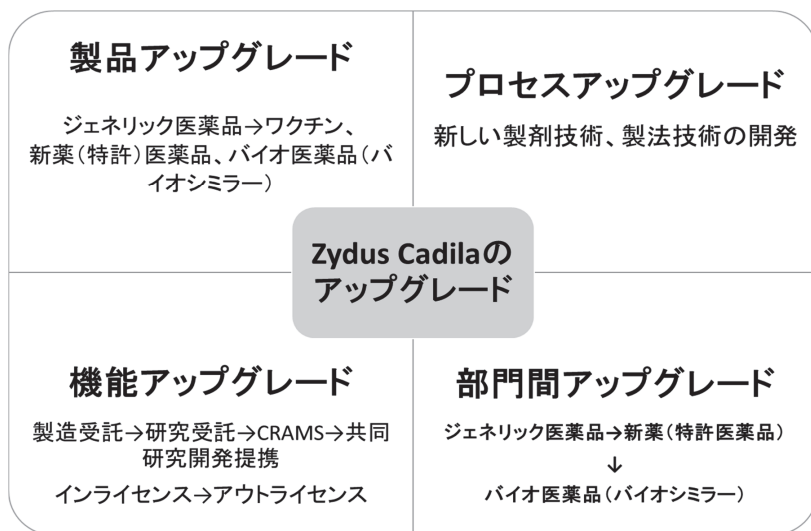 製品アップグレード
ジェネリック医薬品→ワクチン、
新薬（特許）医薬品、バイオ医薬品（バ
イオシミラー）
プロセスアップグレード
新しい製剤技術、製法技術の開発
Zydus Cadilaの
アップグレード
機能アップグレード
製造受託→研究受託→CRAMS→共同
研究開発提携
インライセンス→アウトライセンス
部門間アップグレード
ジェネリック医薬品→新薬（特許医薬品）
↓
バイオ医薬品（バイオシミラー）